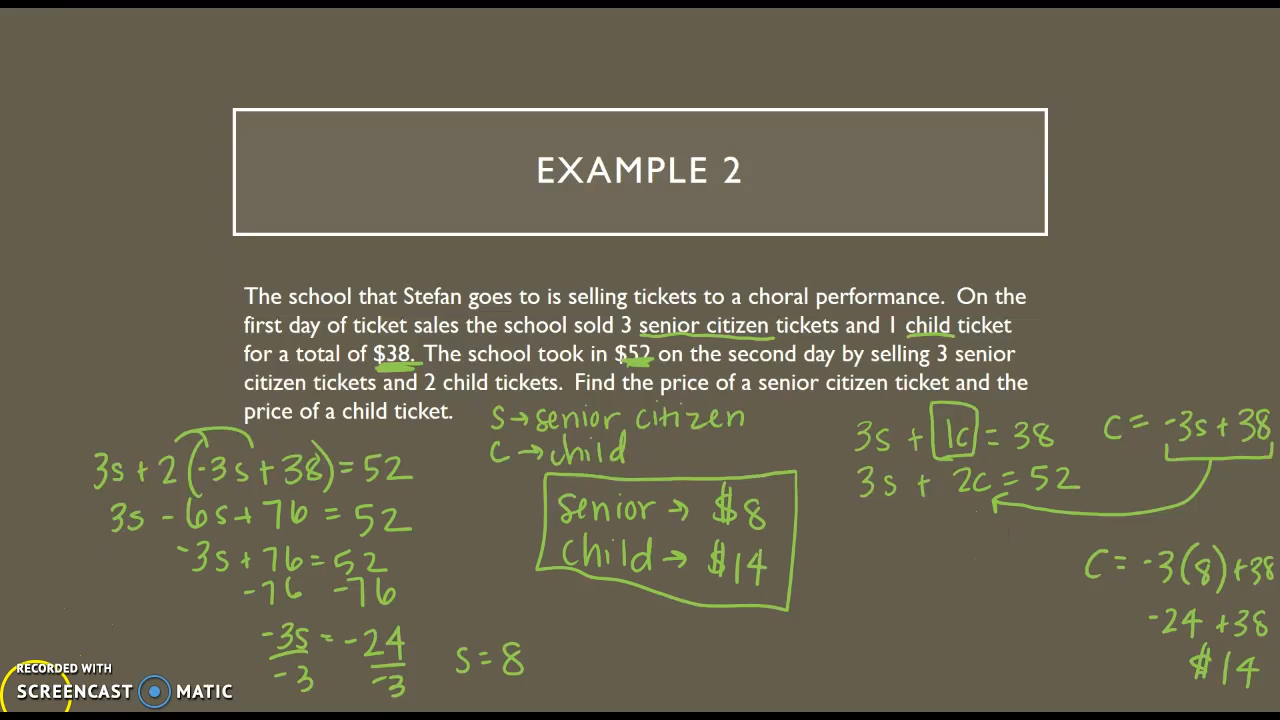 EXAMPLE 2
The school that Stefan goes to is selling tickets to a choral performance. On the
first day of ticket sales the school sold 3 senior citizen tickets and 1 child ticket
for a total of $38. The school took in $52 on the second day by selling 3 senior
citizen tickets and 2 child tickets. Find the price of a senior citizen ticket and the
price of a child ticket.
s→senior citizen
c→child
senior → $8
child → $14
3s + 1c = 38
3s + 2c = 52
c = -3s + 38
3s + 2(-3s + 38) = 52
3s - 6s + 76 = 52
-3s + 76 = 52
-76 -76
-3s = -24
-3 -3
s = 8
C = -3(8) +38
-24 +38
$14
RECORDED WITH
SCREENCAST MATIC